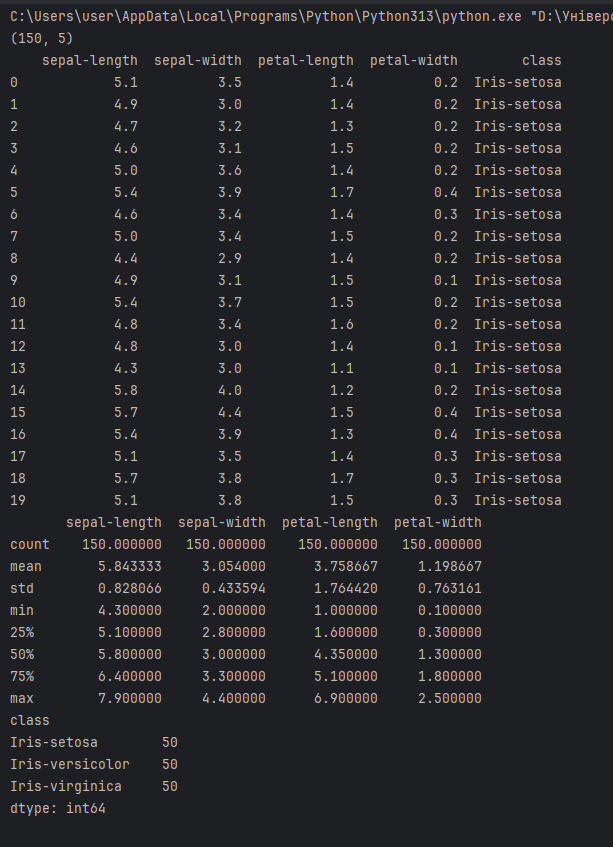 C:\Users\user\AppData\Local\Programs\Python\Python313\python.exe "D:\Універс
(150, 5)
    sepal-length  sepal-width  petal-length  petal-width        class
0            5.1          3.5           1.4          0.2  Iris-setosa
1            4.9          3.0           1.4          0.2  Iris-setosa
2            4.7          3.2           1.3          0.2  Iris-setosa
3            4.6          3.1           1.5          0.2  Iris-setosa
4            5.0          3.6           1.4          0.2  Iris-setosa
5            5.4          3.9           1.7          0.4  Iris-setosa
6            4.6          3.4           1.4          0.3  Iris-setosa
7            5.0          3.4           1.5          0.2  Iris-setosa
8            4.4          2.9           1.4          0.2  Iris-setosa
9            4.9          3.1           1.5          0.1  Iris-setosa
10           5.4          3.7           1.5          0.2  Iris-setosa
11           4.8          3.4           1.6          0.2  Iris-setosa
12           4.8          3.0           1.4          0.1  Iris-setosa
13           4.3          3.0           1.1          0.1  Iris-setosa
14           5.8          4.0           1.2          0.2  Iris-setosa
15           5.7          4.4           1.5          0.4  Iris-setosa
16           5.4          3.9           1.3          0.4  Iris-setosa
17           5.1          3.5           1.4          0.3  Iris-setosa
18           5.7          3.8           1.7          0.3  Iris-setosa
19           5.1          3.8           1.5          0.3  Iris-setosa
       sepal-length  sepal-width  petal-length  petal-width
count    150.000000   150.000000    150.000000   150.000000
mean       5.843333     3.054000      3.758667     1.198667
std        0.828066     0.433594      1.764420     0.763161
min        4.300000     2.000000      1.000000     0.100000
25%        5.100000     2.800000      1.600000     0.300000
50%        5.800000     3.000000      4.350000     1.300000
75%        6.400000     3.300000      5.100000     1.800000
max        7.900000     4.400000      6.900000     2.500000
class
Iris-setosa        50
Iris-versicolor    50
Iris-virginica     50
dtype: int64